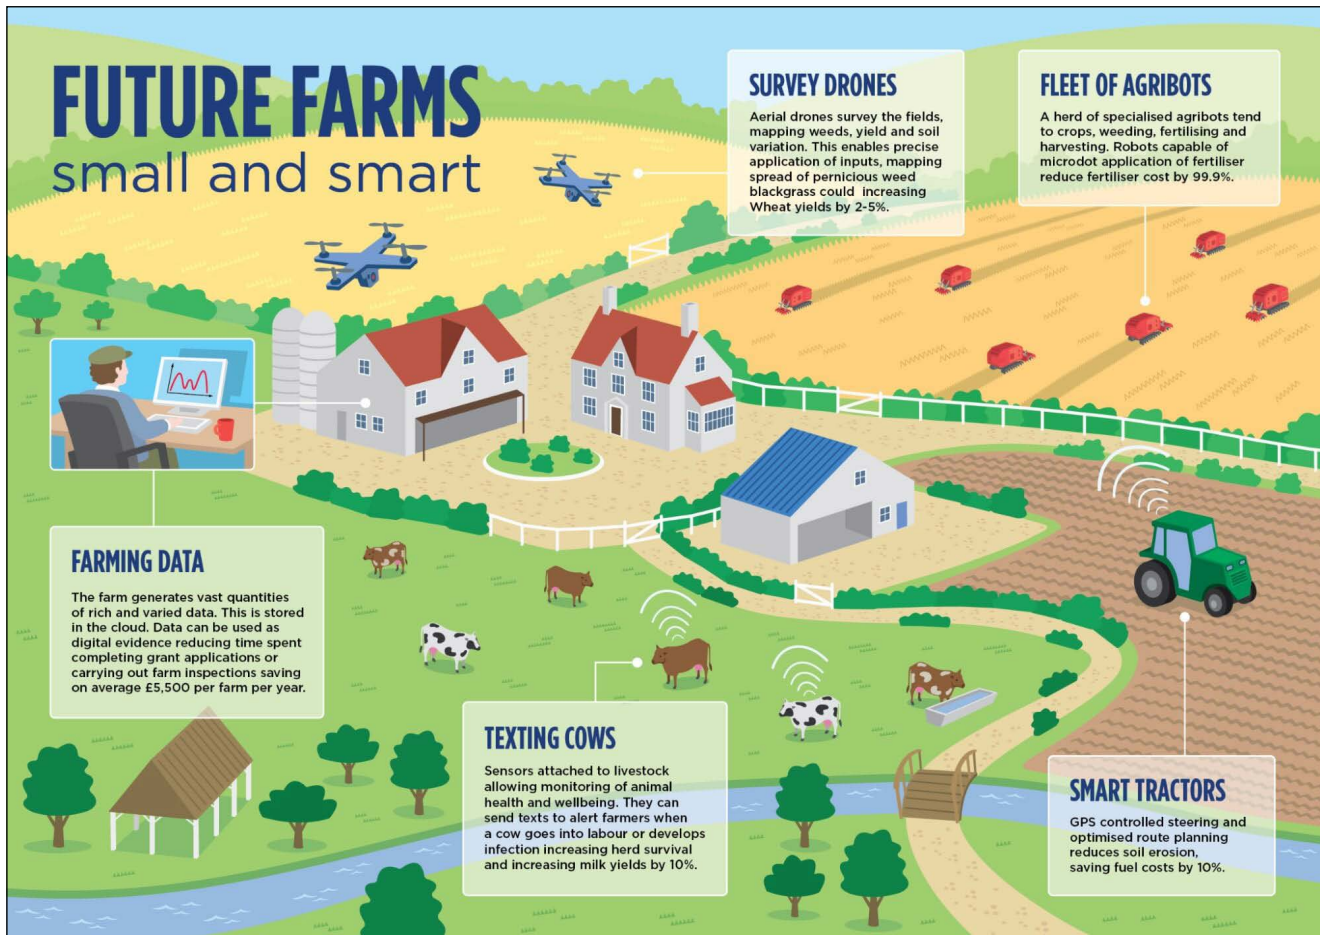 FUTURE FARMS
small and smart
SURVEY DRONES
Aerial drones survey the fields,
mapping weeds, yield and soil
variation. This enables precise
application of inputs, mapping
spread of pernicious weed
blackgrass could increasing
Wheat yields by 2-5%.
FLEET OF AGRIBOTS
A herd of specialised agribots tend
to crops, weeding, fertilising and
harvesting. Robots capable of
microdot application of fertiliser
reduce fertiliser cost by 99.9%.
FARMING DATA
The farm generates vast quantities
of rich and varied data. This is stored
in the cloud. Data can be used as
digital evidence reducing time spent
completing grant applications or
carrying out farm inspections saving
on average £5,500 per farm per year.
TEXTING COWS
Sensors attached to livestock
allowing monitoring of animal
health and wellbeing. They can
send texts to alert farmers when
a cow goes into labour or develops
infection increasing herd survival
and increasing milk yields by 10%.
SMART TRACTORS
GPS controlled steering and
optimised route planning
reduces soil erosion,
saving fuel costs by 10%.